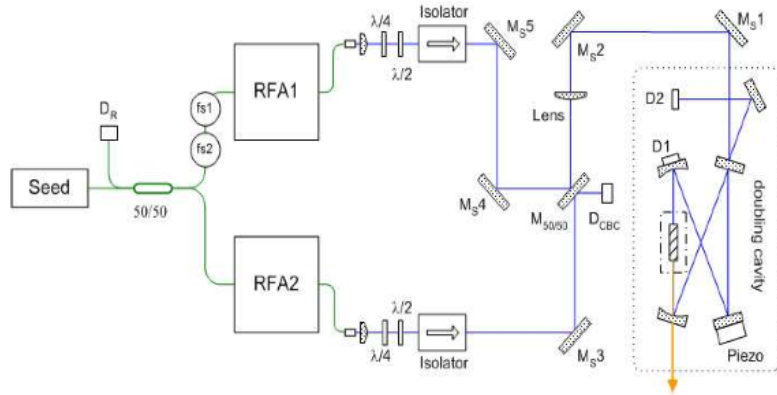 Isolator
λ/4
λ/2
M_S5
M_S2
M_S1
RFA1
fs1
fs2
D_R
D2
Lens
D1
Seed
50/50
M_S4
M_50/50
D_CBC
doubling cavity
RFA2
λ/2
λ/4
Isolator
M_S3
Piezo